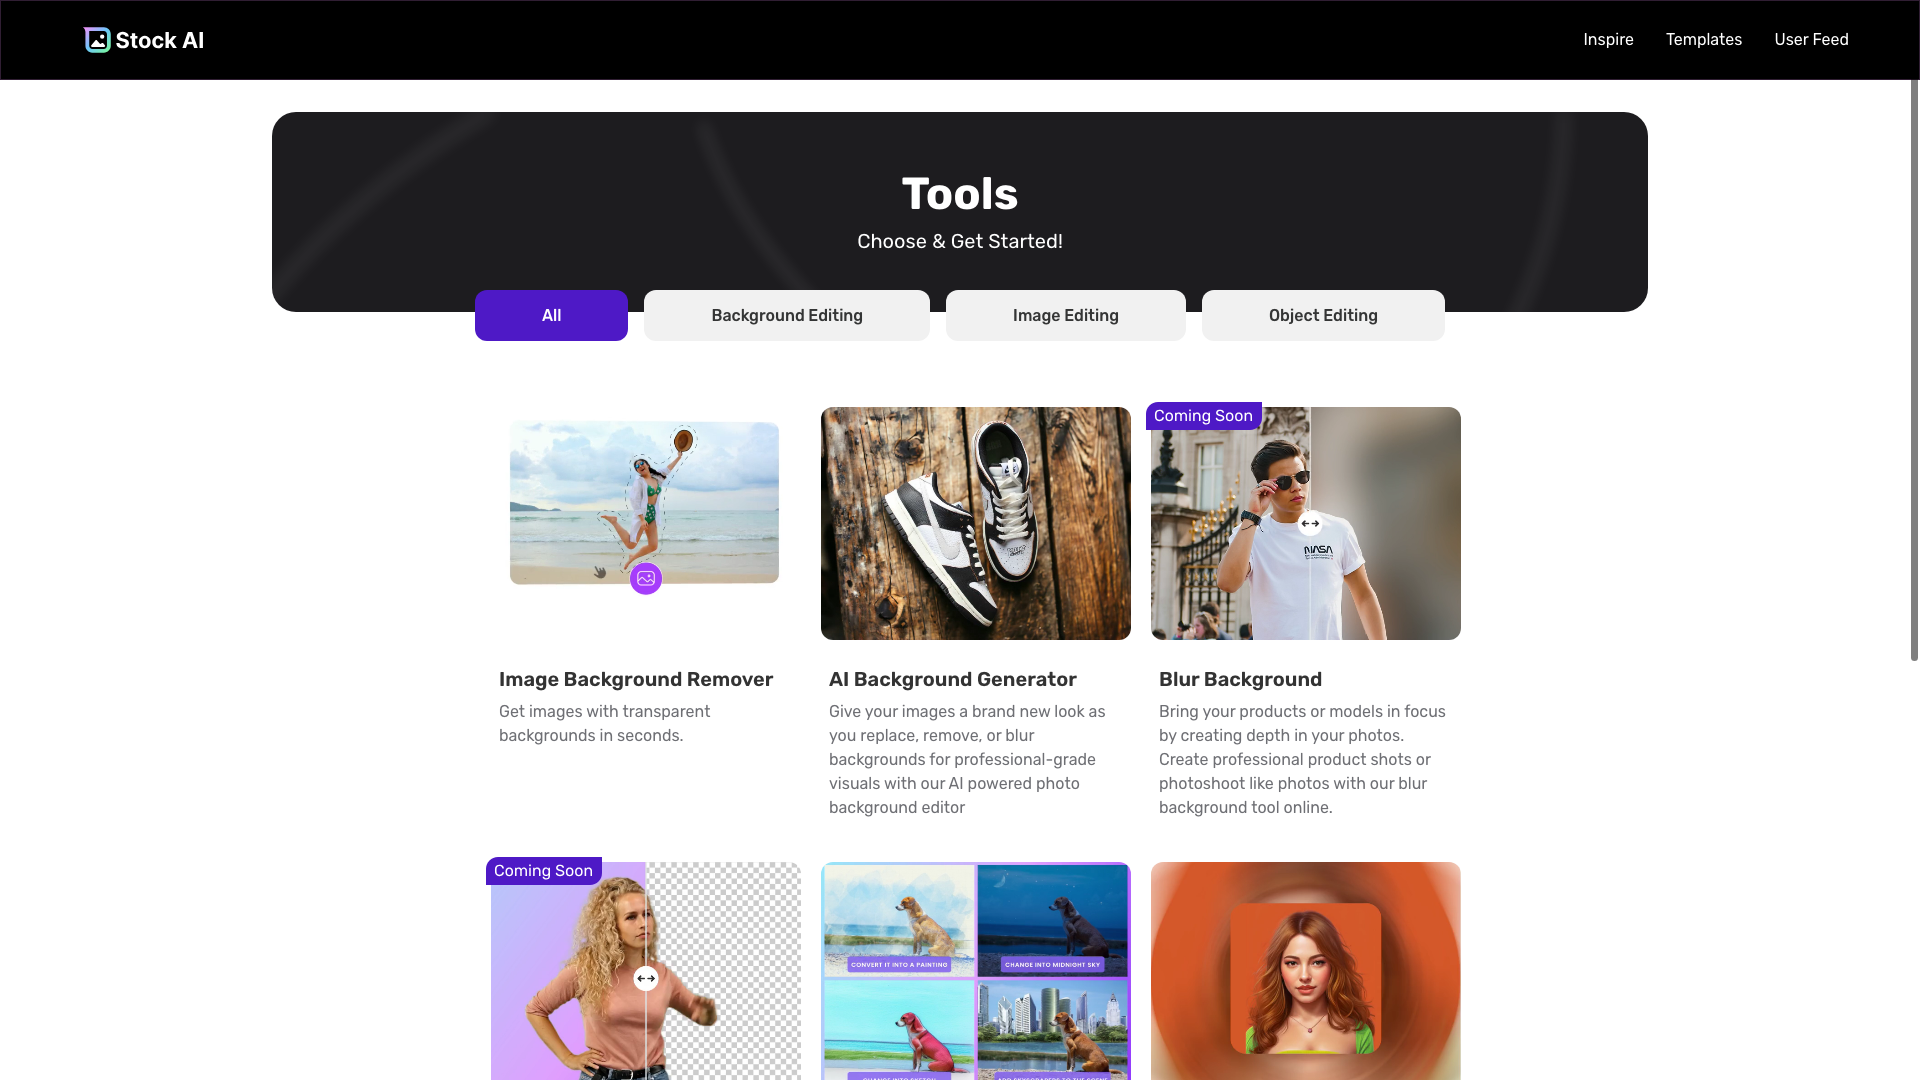 Stock AI
Inspire
Templates
User Feed
Tools
Choose & Get Started!
All
Background Editing
Image Editing
Object Editing
Coming Soon
NASA
Image Background Remover
Get images with transparent
backgrounds in seconds.
AI Background Generator
Give your images a brand new look as
you replace, remove, or blur
backgrounds for professional-grade
visuals with our AI powered photo
background editor
Blur Background
Bring your products or models in focus
by creating depth in your photos.
Create professional product shots or
photoshoot like photos with our blur
background tool online.
Coming Soon
CONVERT IT INTO A PAINTING
CHANGE INTO MIDNIGHT SKY